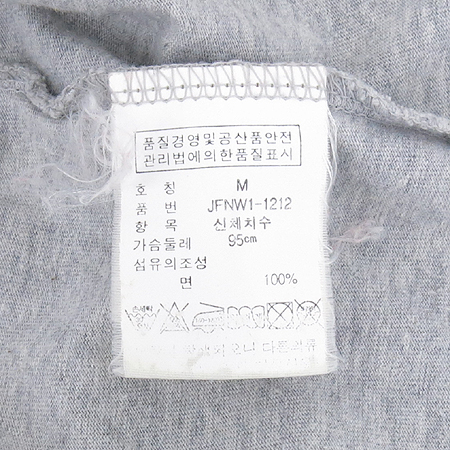 품질경영및공산품안전
관리법에의한품질표시
호 칭 M
품 번 JFNW1-1212
항 목 신체치수
가슴둘레 95cm
섬유의조성
면 100%
다른